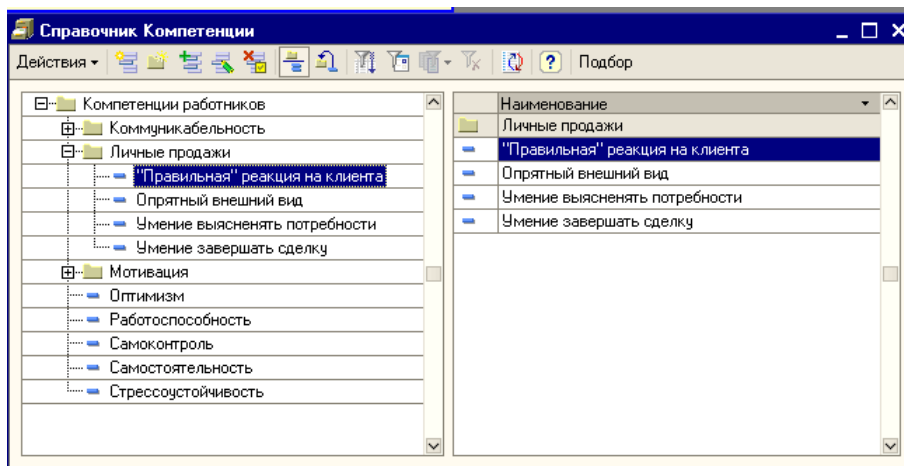 Справочник Компетенции
Действия Подбор
Компетенции работников
Коммуникабельность
Личные продажи
"Правильная" реакция на клиента
Опрятный внешний вид
Умение выясненять потребности
Умение завершать сделку
Мотивация
Оптимизм
Работоспособность
Самоконтроль
Самостоятельность
Стрессоустойчивость
Наименование
Личные продажи
"Правильная" реакция на клиента
Опрятный внешний вид
Умение выясненять потребности
Умение завершать сделку